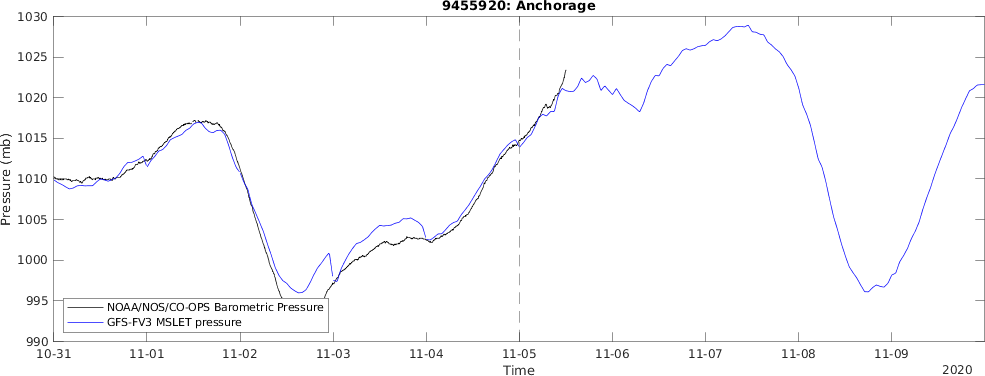 9455920: Anchorage
1030
1025
1020
1015
1010
1005
1000
995
990
Pressure (mb)
NOAA/NOS/CO-OPS Barometric Pressure
GFS-FV3 MSLET pressure
10-31 11-01 11-02 11-03 11-04 11-05 11-06 11-07 11-08 11-09
Time
2020